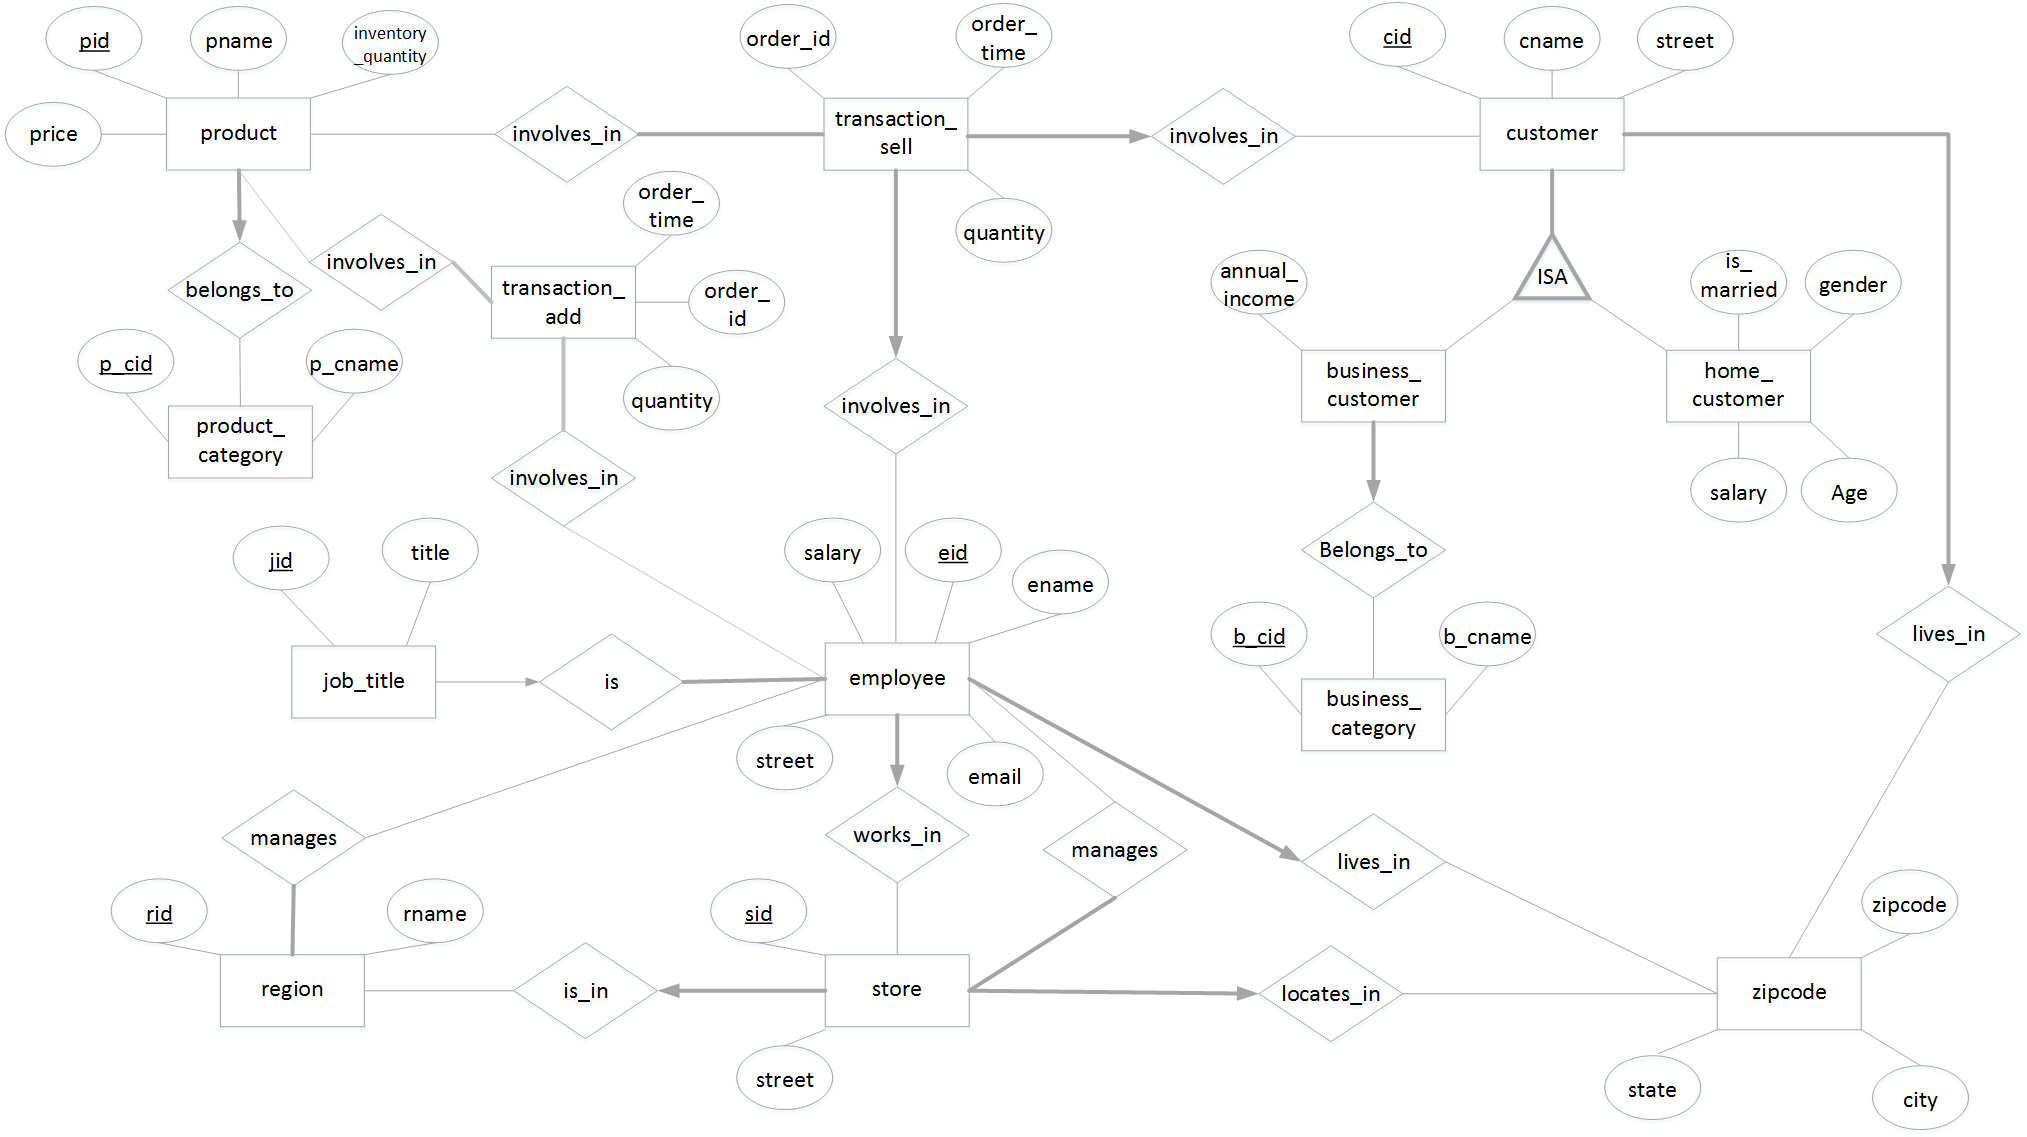 pid
pname
inventory
_quantity
order_id
order_
time
cid
cname
street
price
product
involves_in
transaction_
sell
involves_in
customer
order_
time
quantity
involves_in
belongs_to
transaction_
add
order_
id
annual_
income
ISA
is_
married
gender
p_cid
p_cname
quantity
involves_in
business_
customer
home_
customer
product_
category
involves_in
salary
Age
jid
title
salary
eid
ename
Belongs_to
b_cid
b_cname
lives_in
job_title
is
employee
business_
category
street
email
manages
works_in
manages
lives_in
rid
rname
sid
zipcode
region
is_in
store
locates_in
zipcode
street
state
city